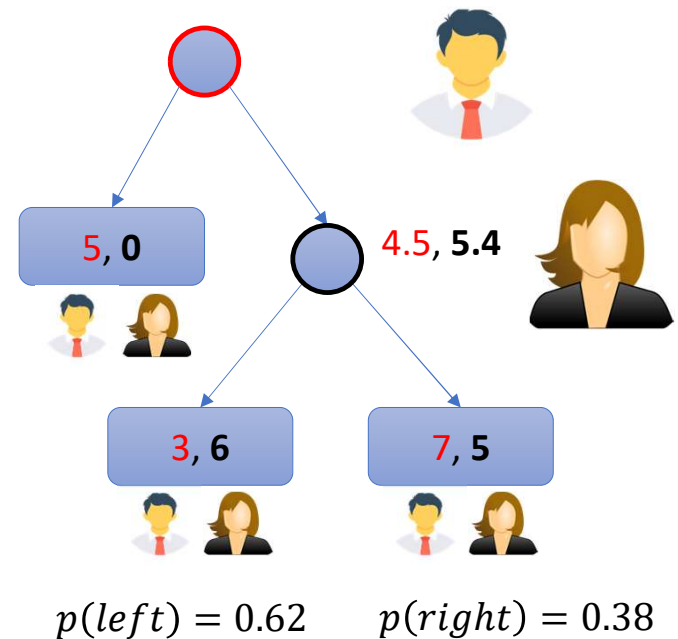 5, 0
4.5, 5.4
3, 6
7, 5
p(left) = 0.62
p(right) = 0.38